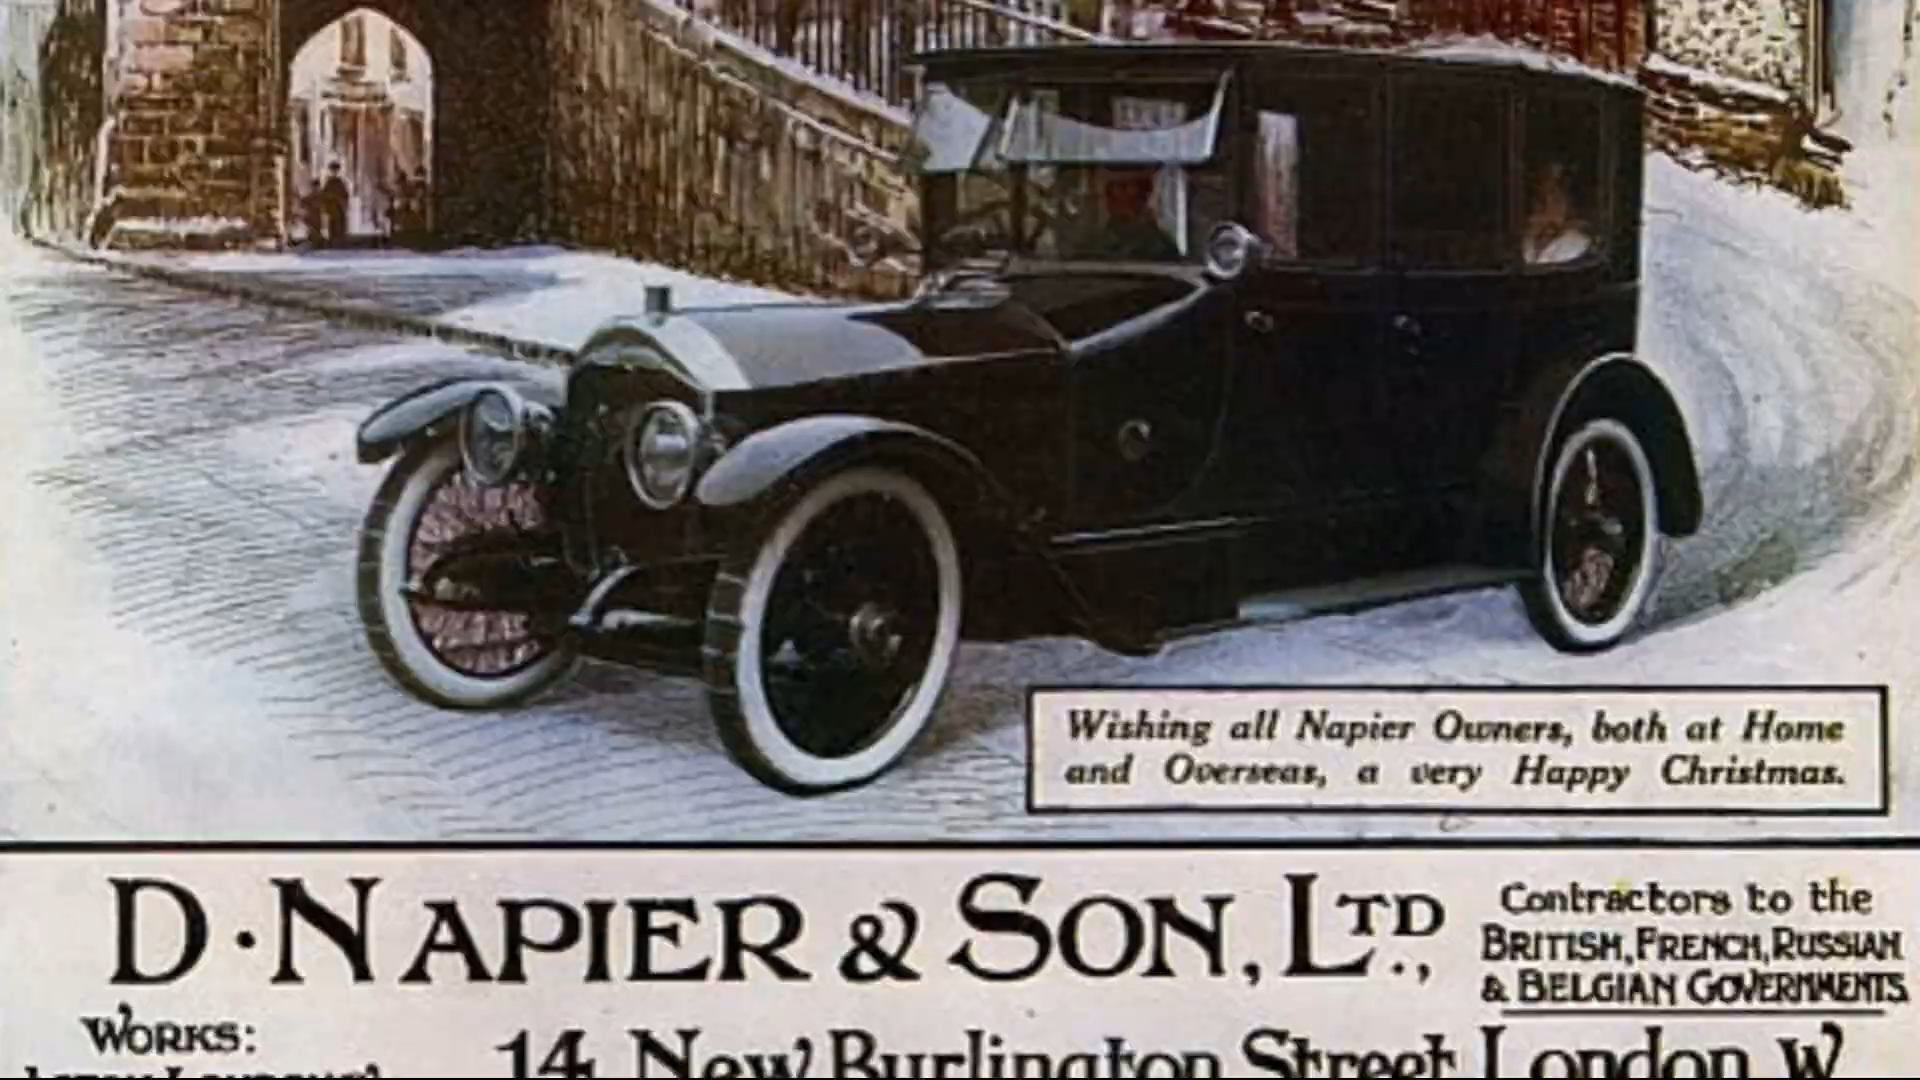 Wishing all Napier Owners, both at Home
and Overseas, a very Happy Christmas.
D. NAPIER & SON, LTD.,
Contractors to the
BRITISH, FRENCH, RUSSIAN
& BELGIAN GOVERNMENTS
WORKS:
14 New Burlington Street London W